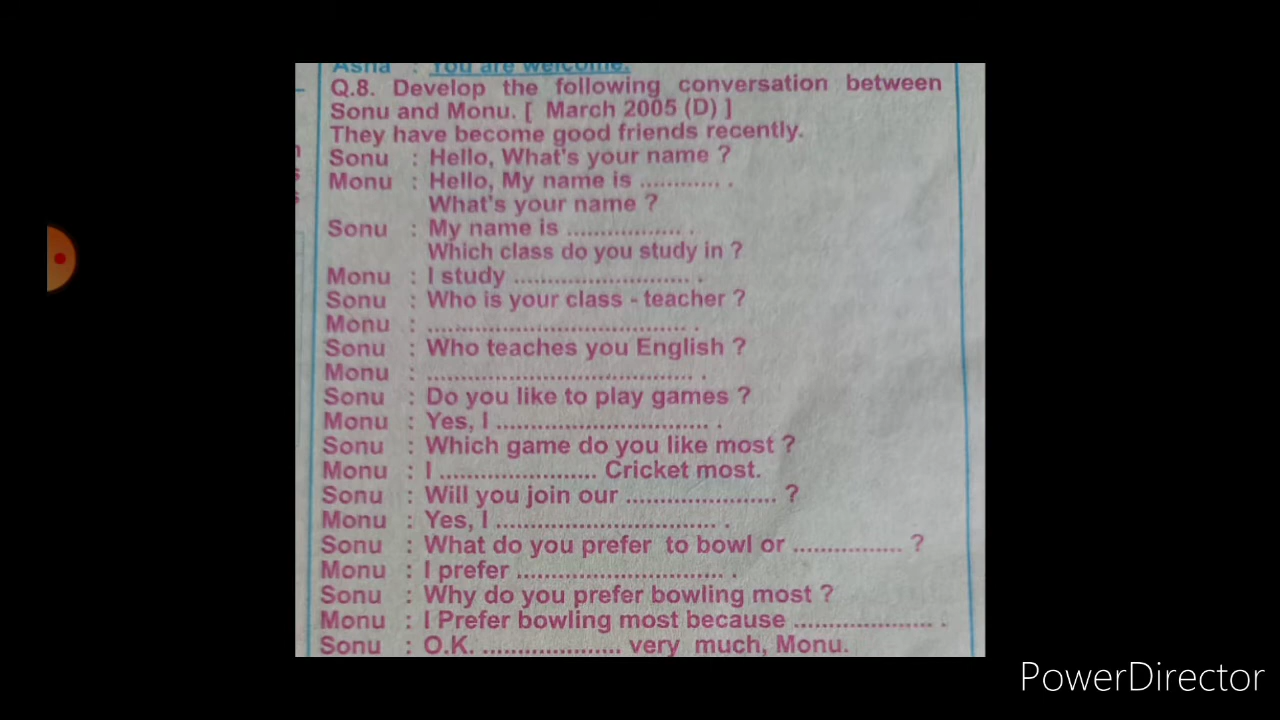 Asha : You are welcome.
Q.8. Develop the following conversation between
Sonu and Monu. [ March 2005 (D) ]
They have become good friends recently.
Sonu : Hello, What's your name ?
Monu : Hello, My name is ............ .
What's your name ?
Sonu : My name is ................. .
Which class do you study in ?
Monu : I study .......................... .
Sonu : Who is your class - teacher ?
Monu : ...................................... .
Sonu : Who teaches you English ?
Monu : ...................................... .
Sonu : Do you like to play games ?
Monu : Yes, I ............................... .
Sonu : Which game do you like most ?
Monu : I ....................... Cricket most.
Sonu : Will you join our ...................... ?
Monu : Yes, I ................................ .
Sonu : What do you prefer to bowl or ................ ?
Monu : I prefer .............................. .
Sonu : Why do you prefer bowling most ?
Monu : I Prefer bowling most because .................... .
Sonu : O.K. .................... very much, Monu.
PowerDirector